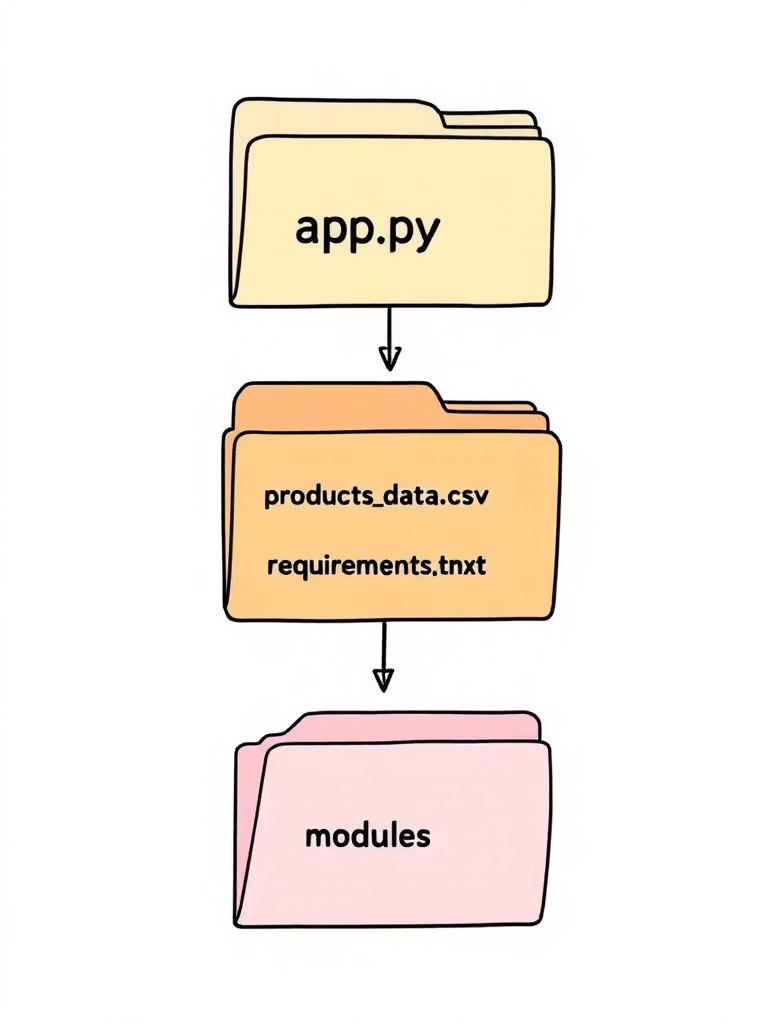 app.py
products_data.csv
requirements.tnxt
modules